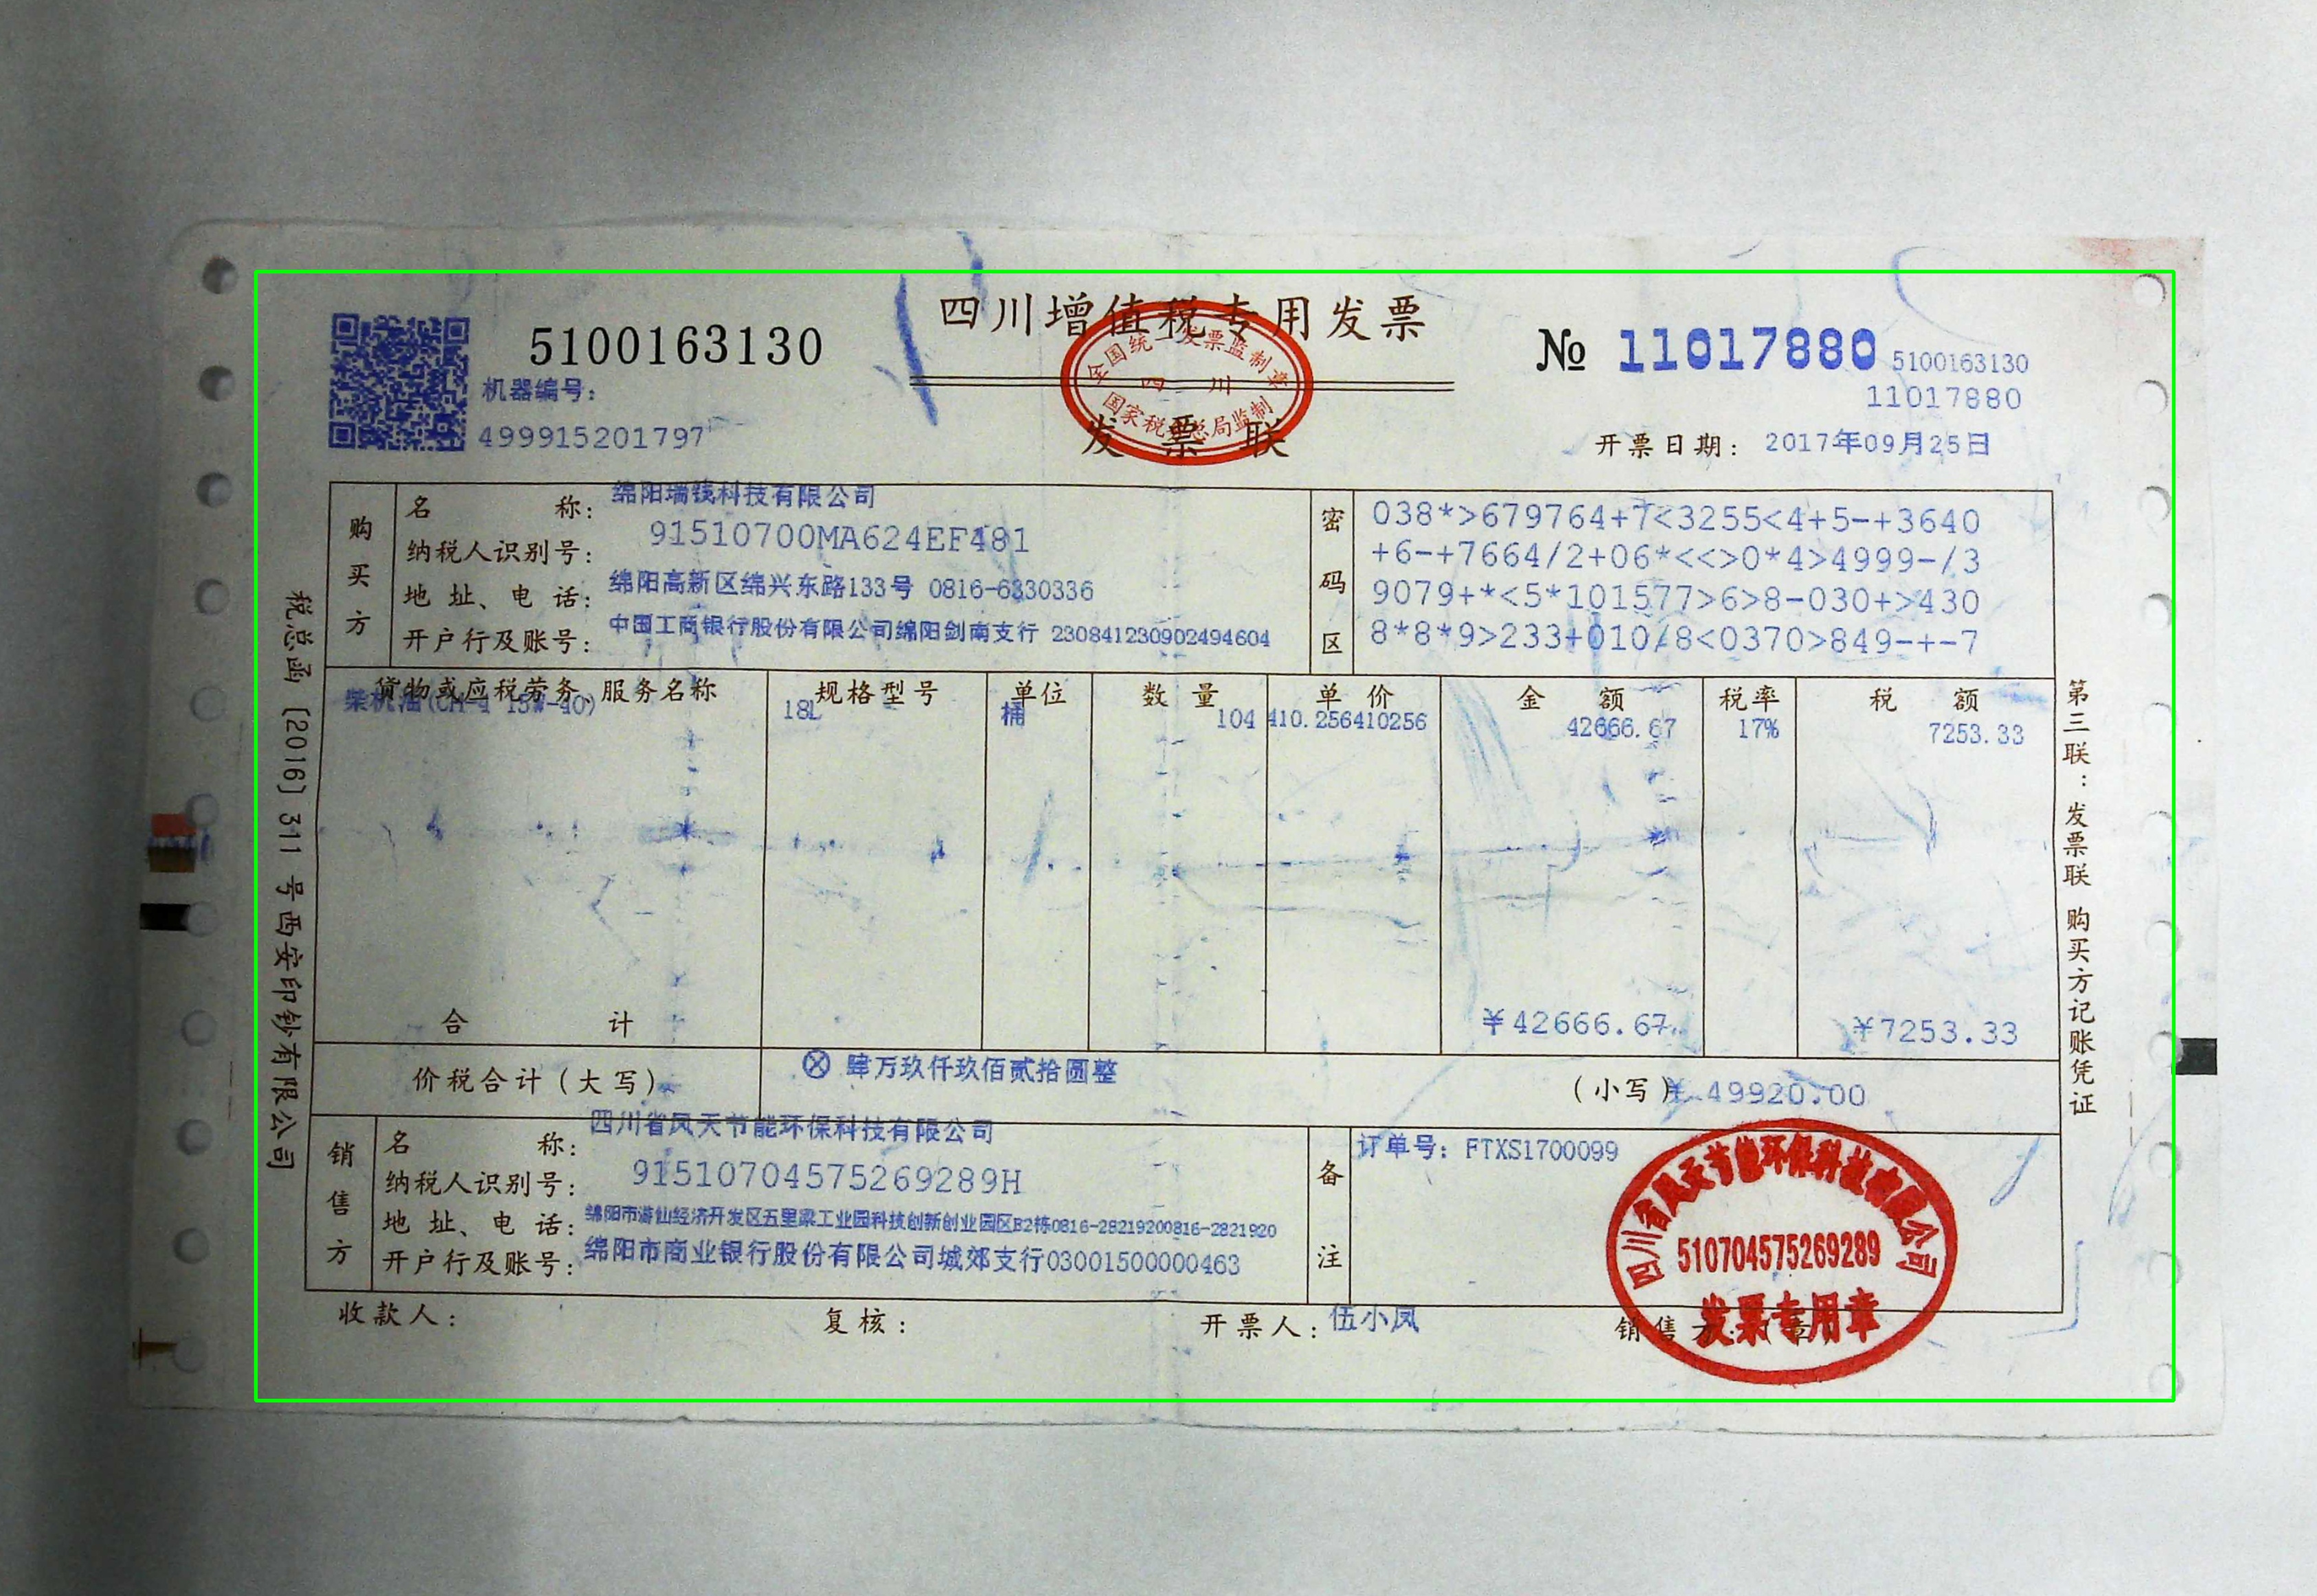 四川增值税专用发票
全国统一发票监制章
四川
国家税务总局监制
发票联
5100163130
机器编号:
499915201797
№ 11017880
5100163130
11017880
开票日期: 2017年09月25日
购买方
名称: 绵阳瑞钱科技有限公司
纳税人识别号: 91510700MA624EF481
地址、电话: 绵阳高新区绵兴东路133号 0816-6330336
开户行及账号: 中国工商银行股份有限公司绵阳剑南支行 230841230902494604
密码区
038*>679764+7<3255<4+5-+3640
+6-+7664/2+06*<<>0*4>4999-/3
9079+*<5*101577>6>8-030+>430
8*8*9>233+010/8<0370>849-+-7
货物或应税劳务、服务名称 规格型号 单位 数量 单价 金额 税率 税额
柴机油(CH-4 15W-40) 18L 桶 104 410.256410256 42666.67 17% 7253.33
合计 ¥42666.67 ¥7253.33
价税合计(大写) ⊗ 肆万玖仟玖佰贰拾圆整 (小写) ¥ 49920.00
销售方
名称: 四川省凤天节能环保科技有限公司
纳税人识别号: 91510704575269289H
地址、电话: 绵阳市游仙经济开发区五里梁工业园科技创新创业园区B2栋0816-28219200816-2821920
开户行及账号: 绵阳市商业银行股份有限公司城郊支行03001500000463
备注
订单号: FTXS1700099
四川省凤天节能环保科技有限公司
510704575269289
发票专用章
收款人: 复核: 开票人: 伍小凤 销售方:(章)
税总函〔2016〕311 号西安印钞有限公司
第三联:发票联 购买方记账凭证